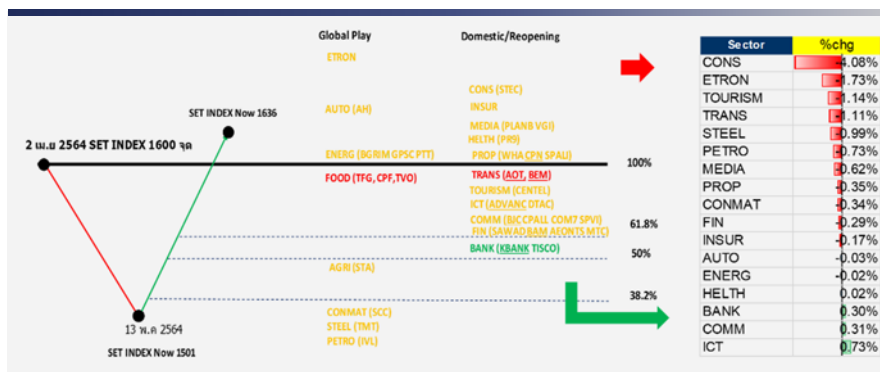 Global Play
Domestic/Reopening
ETRON
CONS (STEC)
SET INDEX Now 1636
AUTO (AH)
INSUR
MEDIA (PLANB VGI)
HELTH (PR9)
2 เม.ย 2564 SET INDEX 1600 จุด
ENERG (BGRIM GPSC PTT)
PROP (WHA CPN SPALI)
100%
FOOD (TFG, CPF,TVO)
TRANS (AOT, BEM)
TOURISM (CENTEL)
ICT (ADVANC DTAC)
COMM (BJC CPALL COM7 SPVI)
61.8%
FIN (SAWAD BAM AEONTS MTC)
BANK (KBANK TISCO)
50%
AGRI (STA)
38.2%
CONMAT (SCC)
13 พ.ค 2564
STEEL (TMT)
PETRO (IVL)
SET INDEX Now 1501
Sector %chg
CONS -4.08%
ETRON -1.73%
TOURISM -1.14%
TRANS -1.11%
STEEL -0.99%
PETRO -0.73%
MEDIA -0.62%
PROP -0.35%
CONMAT -0.34%
FIN -0.29%
INSUR -0.17%
AUTO -0.03%
ENERG -0.02%
HELTH 0.02%
BANK 0.30%
COMM 0.31%
ICT 0.73%